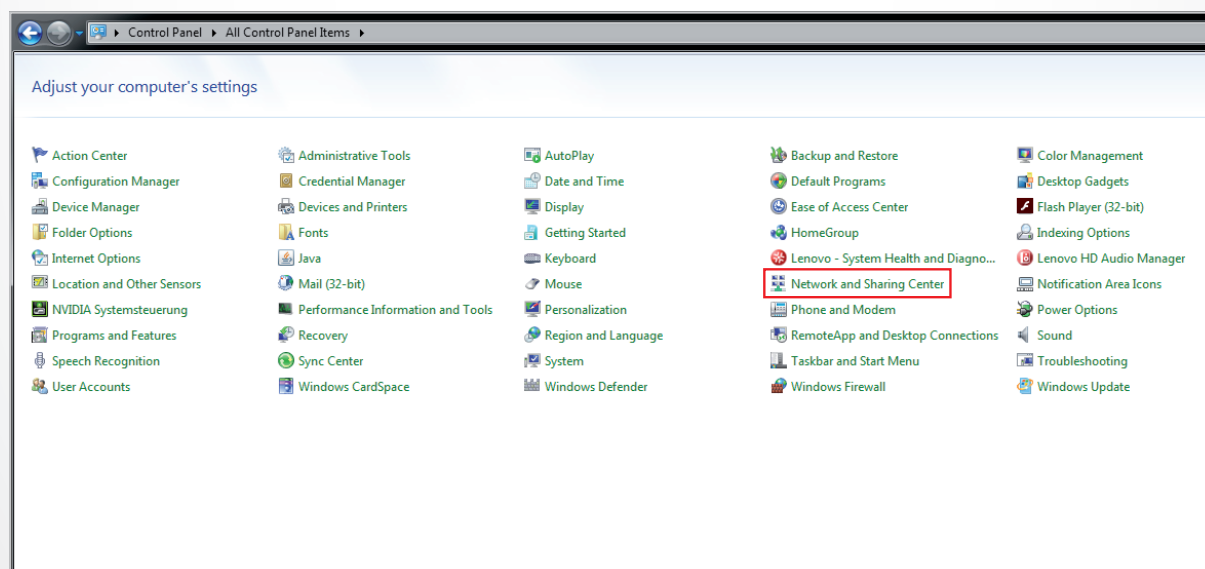 Control Panel All Control Panel Items
Adjust your computer's settings
Action Center Administrative Tools AutoPlay Backup and Restore Color Management
Configuration Manager Credential Manager Date and Time Default Programs Desktop Gadgets
Device Manager Devices and Printers Display Ease of Access Center Flash Player (32-bit)
Folder Options Fonts Getting Started HomeGroup Indexing Options
Internet Options Java Keyboard Lenovo - System Health and Diagno... Lenovo HD Audio Manager
Location and Other Sensors Mail (32-bit) Mouse Network and Sharing Center Notification Area Icons
NVIDIA Systemsteuerung Performance Information and Tools Personalization Phone and Modem Power Options
Programs and Features Recovery Region and Language RemoteApp and Desktop Connections Sound
Speech Recognition Sync Center System Taskbar and Start Menu Troubleshooting
User Accounts Windows CardSpace Windows Defender Windows Firewall Windows Update